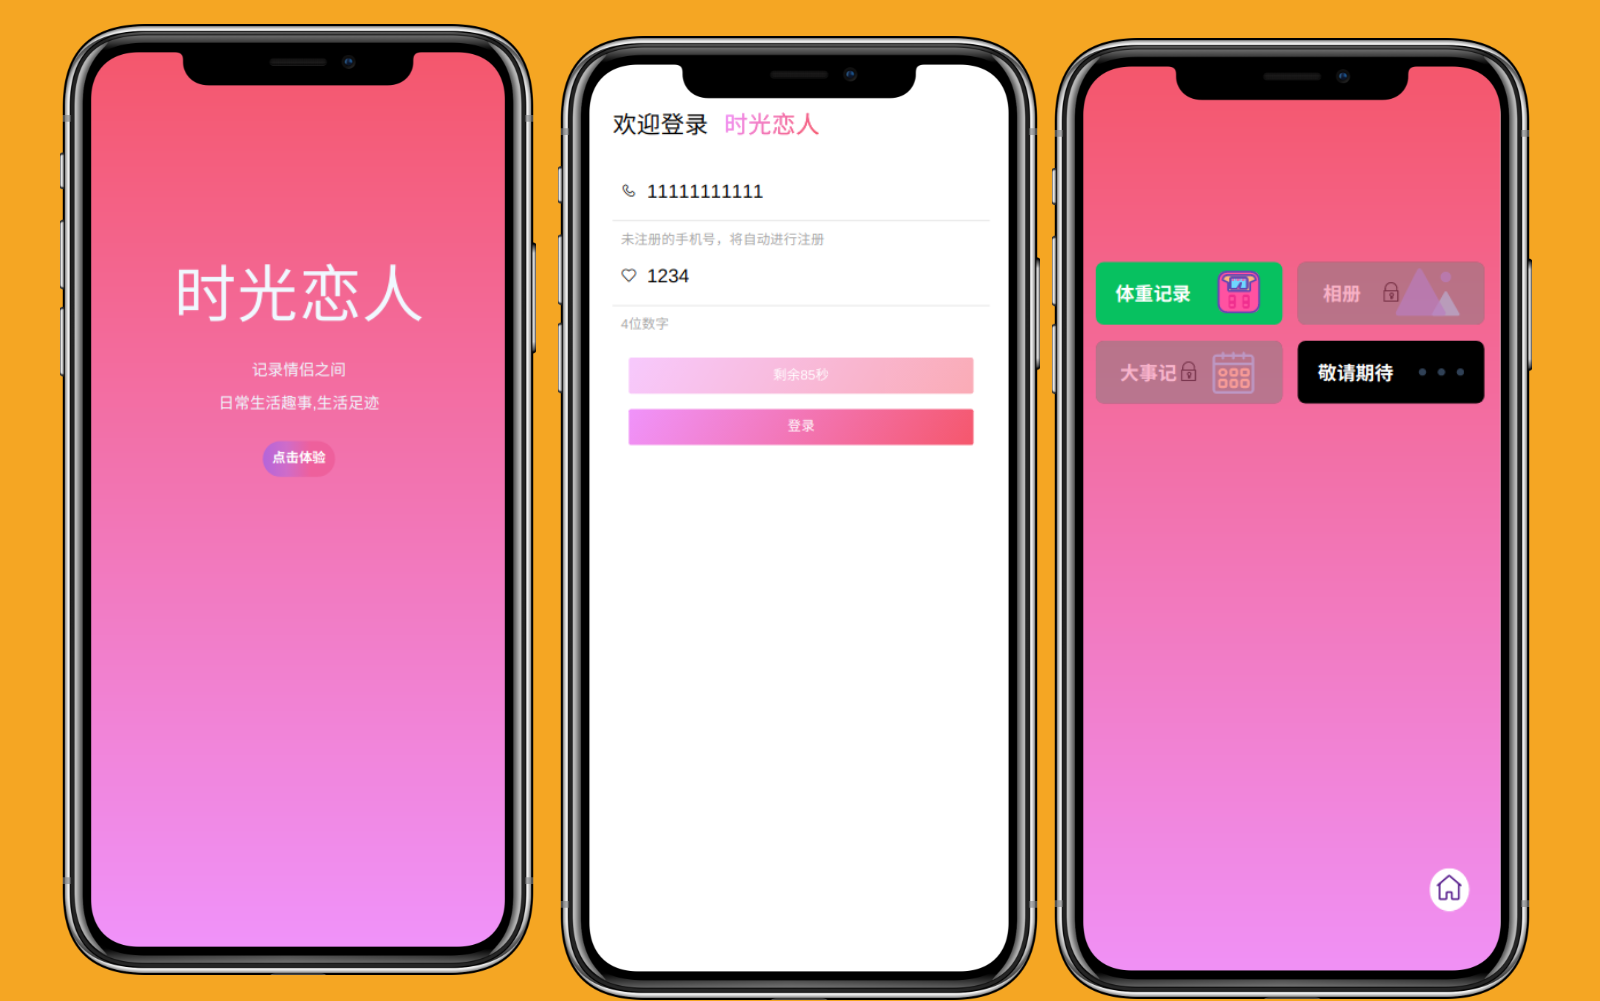 时光恋人
记录情侣之间
日常生活趣事,生活足迹
点击体验
欢迎登录 时光恋人
11111111111
未注册的手机号，将自动进行注册
1234
4位数字
剩余85秒
登录
体重记录
相册
大事记
敬请期待